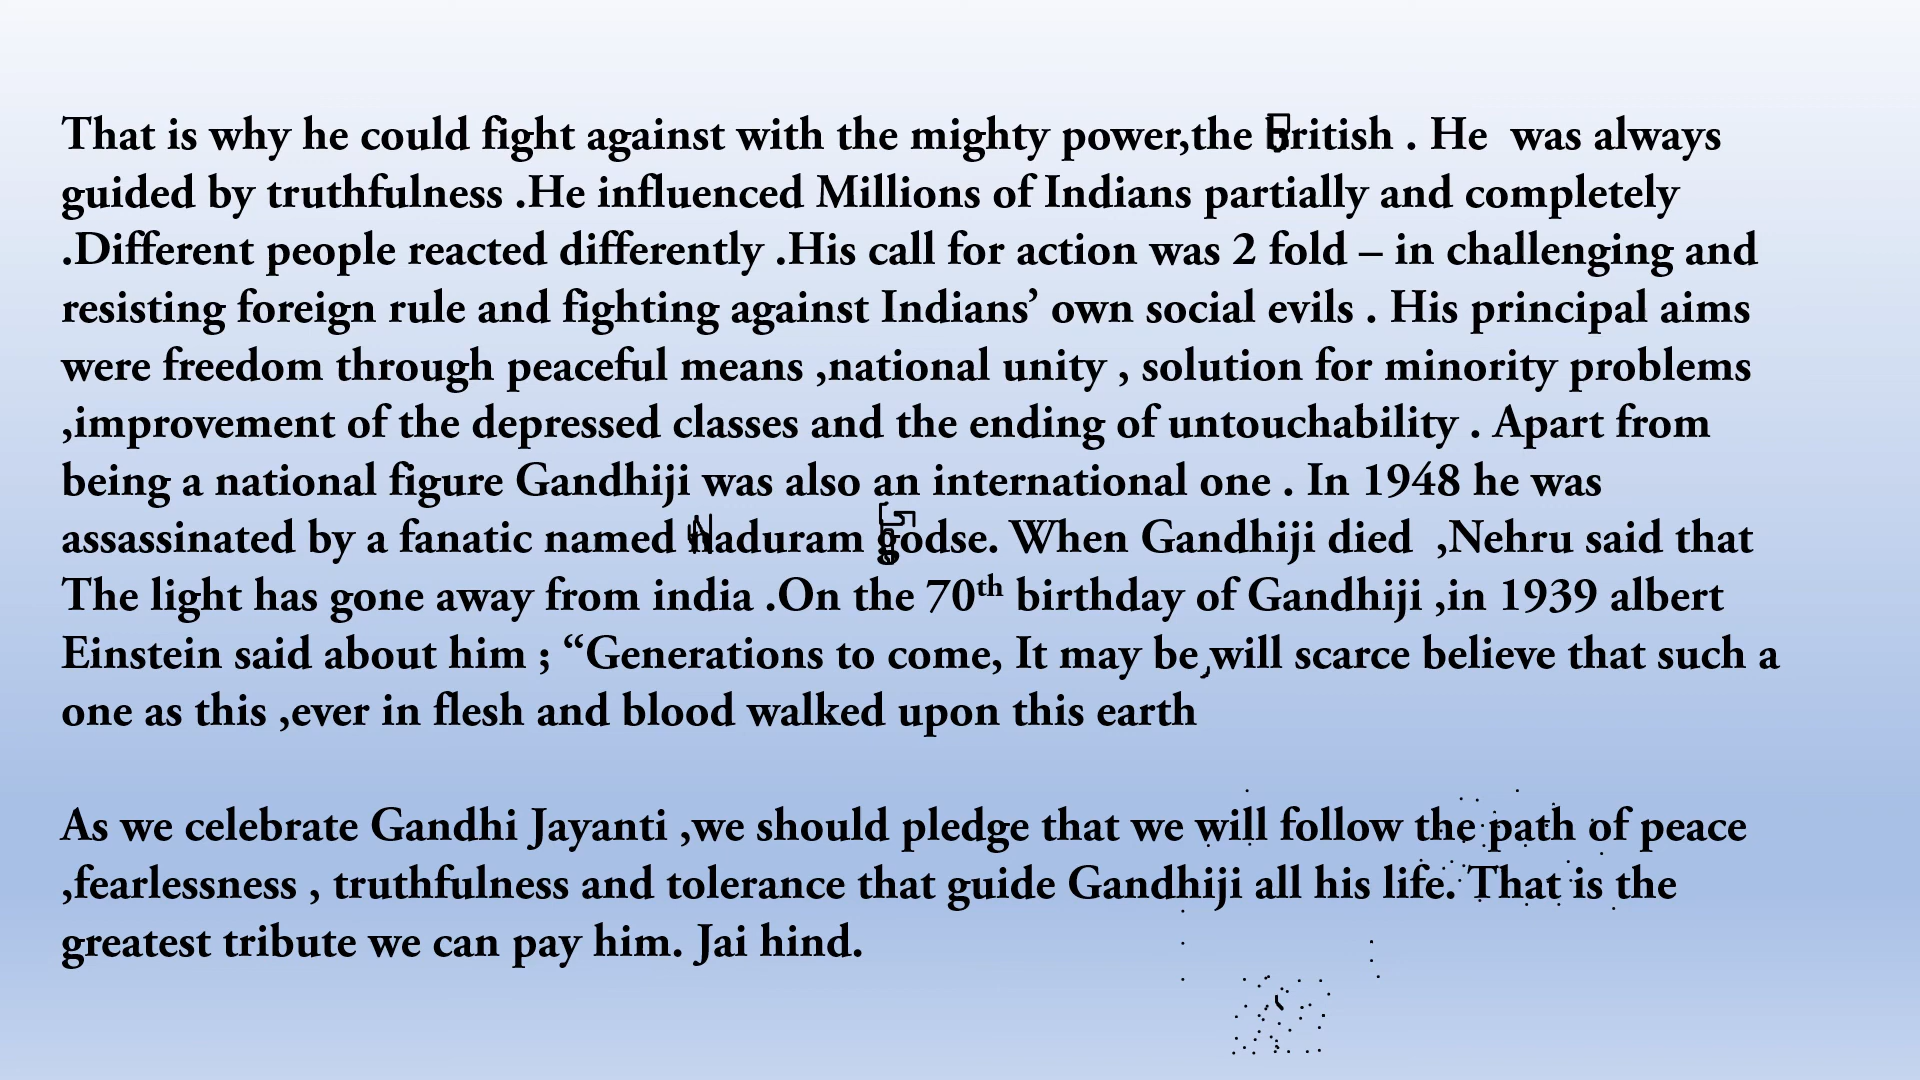 That is why he could fight against with the mighty power,the british . He  was always
guided by truthfulness .He influenced Millions of Indians partially and completely
.Different people reacted differently .His call for action was 2 fold – in challenging and
resisting foreign rule and fighting against Indians’ own social evils . His principal aims
were freedom through peaceful means ,national unity , solution for minority problems
,improvement of the depressed classes and the ending of untouchability . Apart from
being a national figure Gandhiji was also an international one . In 1948 he was
assassinated by a fanatic named naduram godse. When Gandhiji died  ,Nehru said that
The light has gone away from india .On the 70th birthday of Gandhiji ,in 1939 albert
Einstein said about him ; “Generations to come, It may be,will scarce believe that such a
one as this ,ever in flesh and blood walked upon this earth
As we celebrate Gandhi Jayanti ,we should pledge that we will follow the path of peace
,fearlessness , truthfulness and tolerance that guide Gandhiji all his life. That is the
greatest tribute we can pay him. Jai hind.